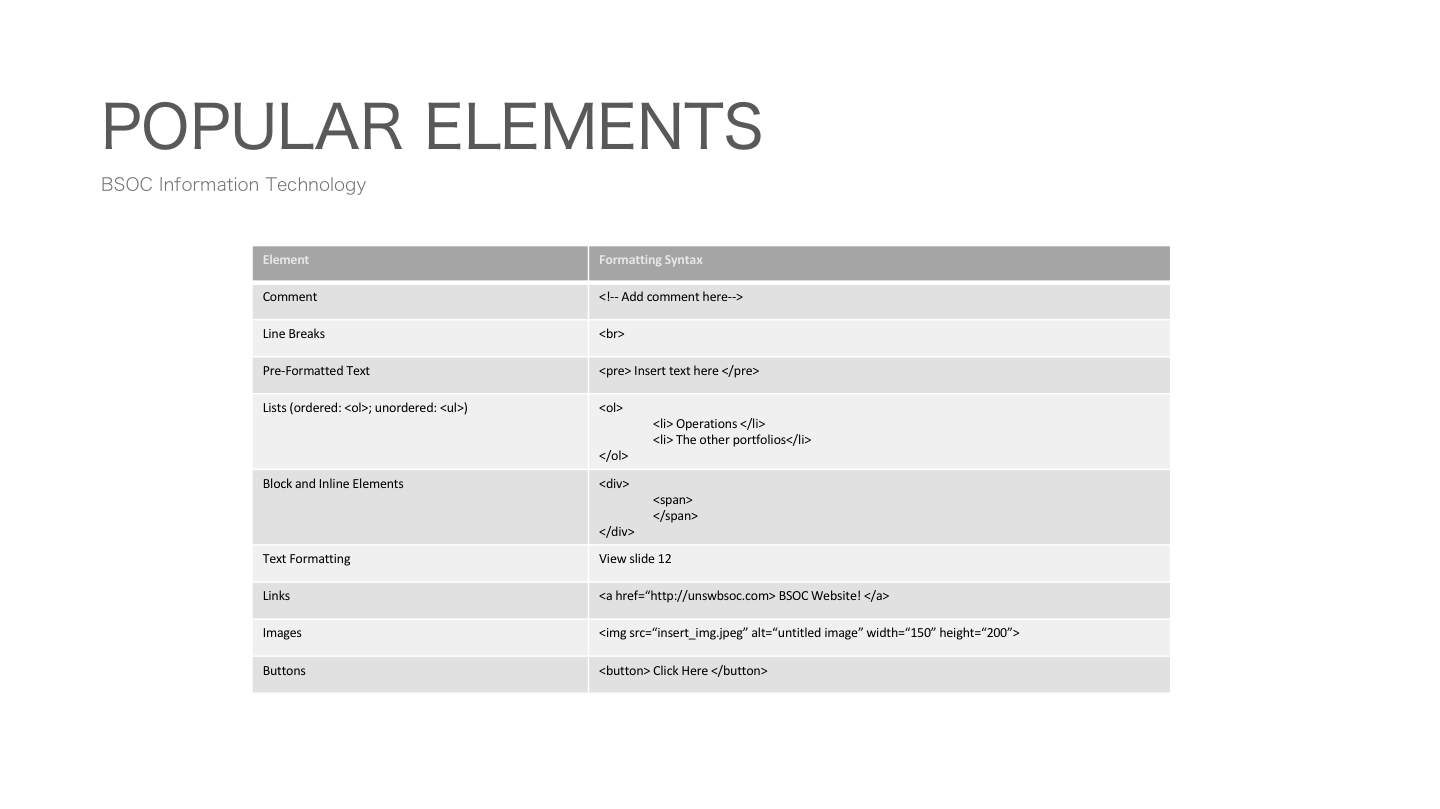 POPULAR ELEMENTS
BSOC Information Technology
Element Formatting Syntax
Comment <!-- Add comment here-->
Line Breaks <br>
Pre-Formatted Text <pre> Insert text here </pre>
Lists (ordered: <ol>; unordered: <ul>) <ol>
<li> Operations </li>
<li> The other portfolios</li>
</ol>
Block and Inline Elements <div>
<span>
</span>
</div>
Text Formatting View slide 12
Links <a href=“http://unswbsoc.com> BSOC Website! </a>
Images <img src=“insert_img.jpeg” alt=“untitled image” width=“150” height=“200”>
Buttons <button> Click Here </button>